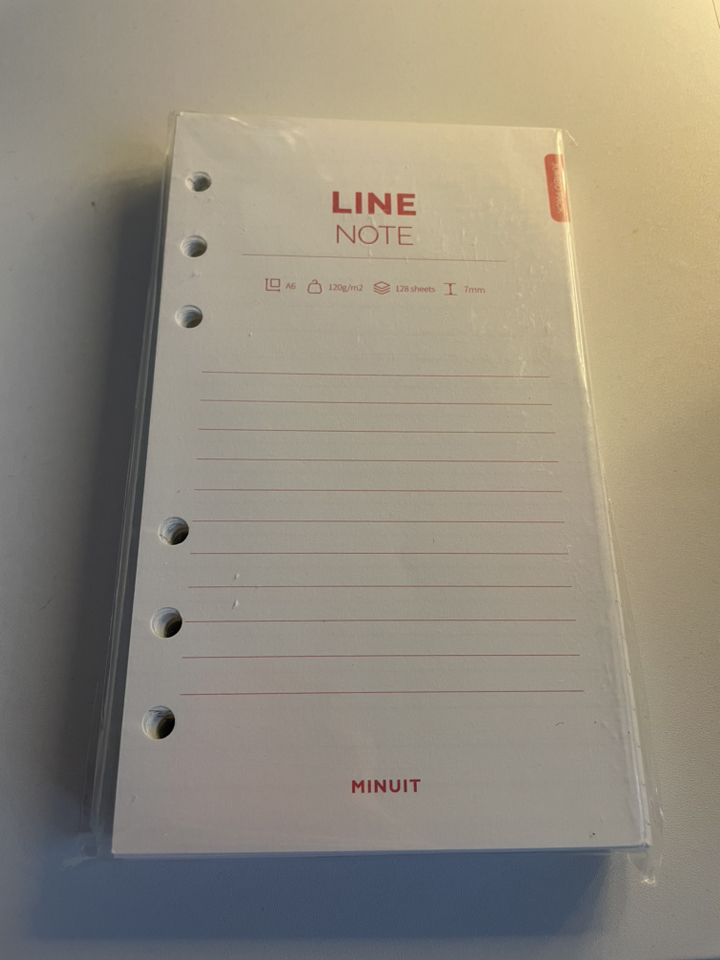 LINE
NOTE
A6 120g/m2 128 sheets 7mm
MINUIT